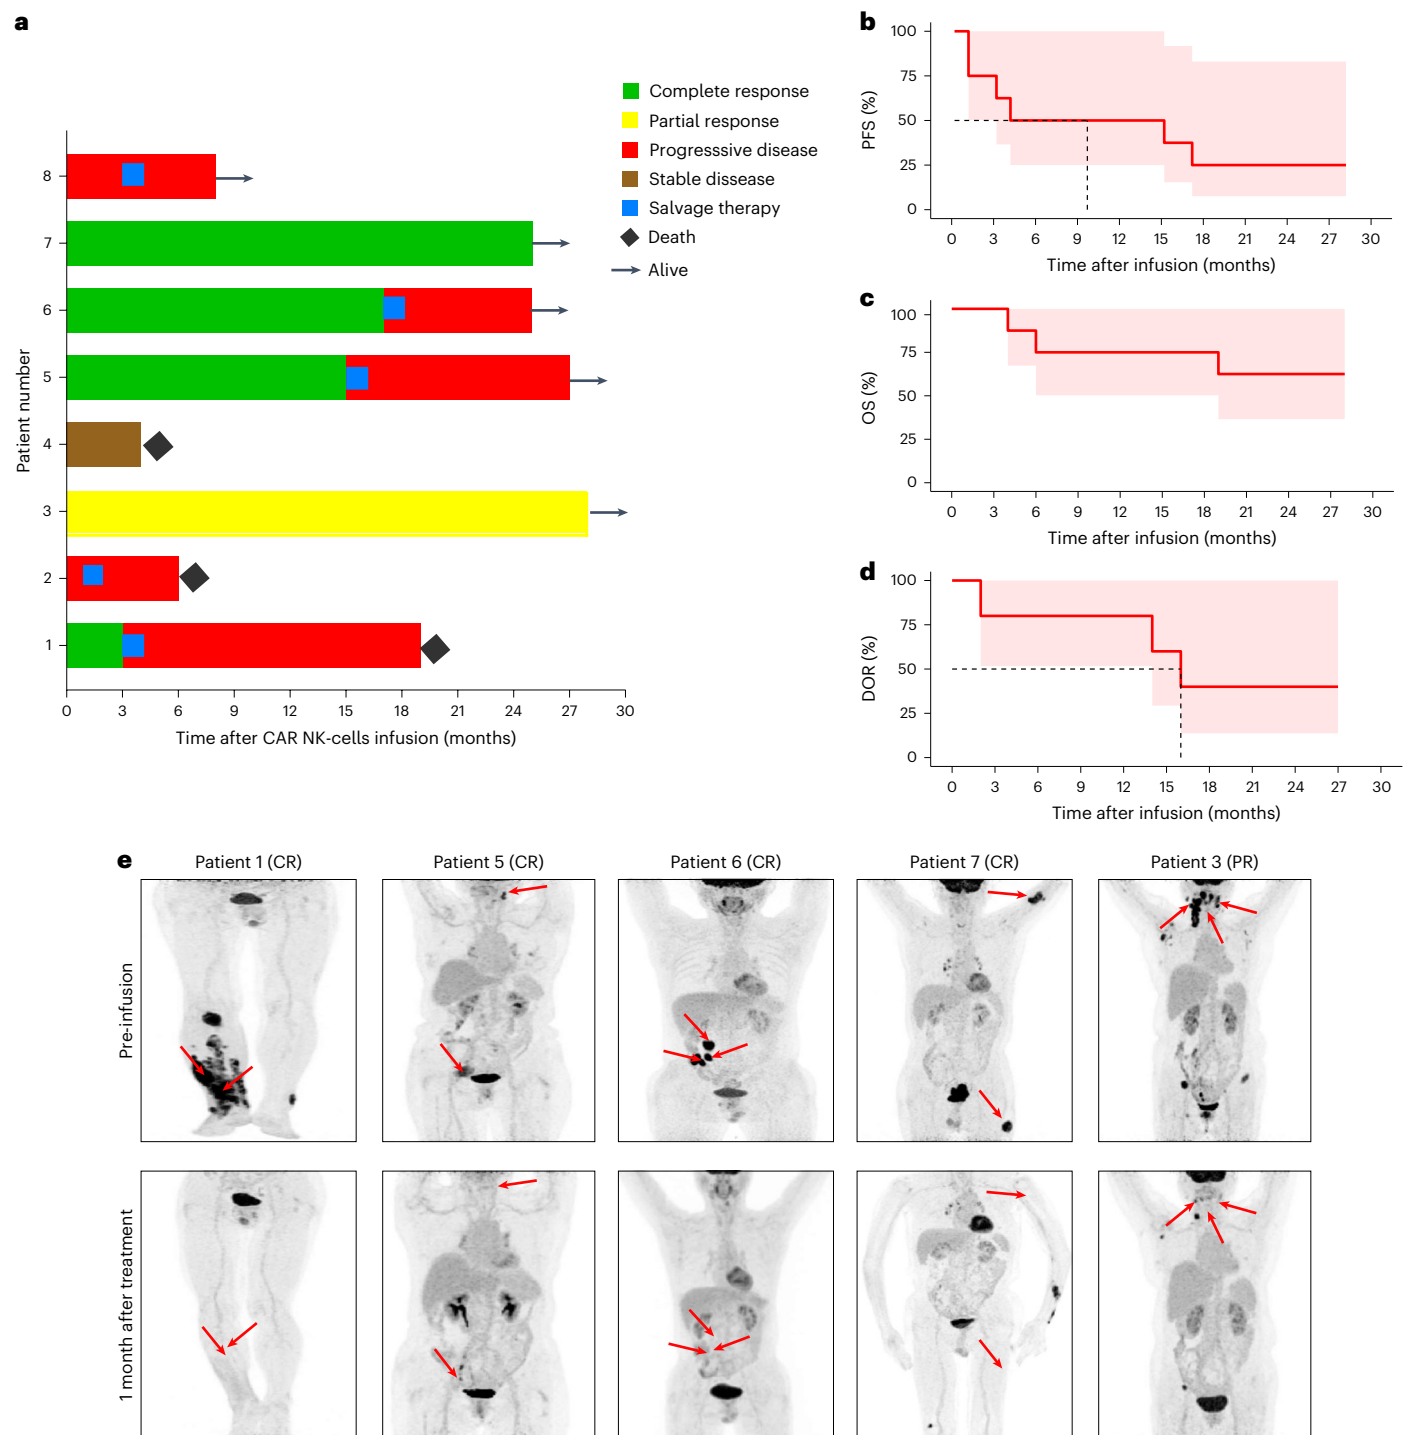 a
Complete response
Partial response
Progresssive disease
Stable dissease
Salvage therapy
Death
Alive
Patient number
8
7
6
5
4
3
2
1
0 3 6 9 12 15 18 21 24 27 30
Time after CAR NK-cells infusion (months)
b
PFS (%)
100
75
50
25
0
0 3 6 9 12 15 18 21 24 27 30
Time after infusion (months)
c
OS (%)
100
75
50
25
0
0 3 6 9 12 15 18 21 24 27 30
Time after infusion (months)
d
DOR (%)
100
75
50
25
0
0 3 6 9 12 15 18 21 24 27 30
Time after infusion (months)
e
Patient 1 (CR) Patient 5 (CR) Patient 6 (CR) Patient 7 (CR) Patient 3 (PR)
Pre-infusion
1 month after treatment